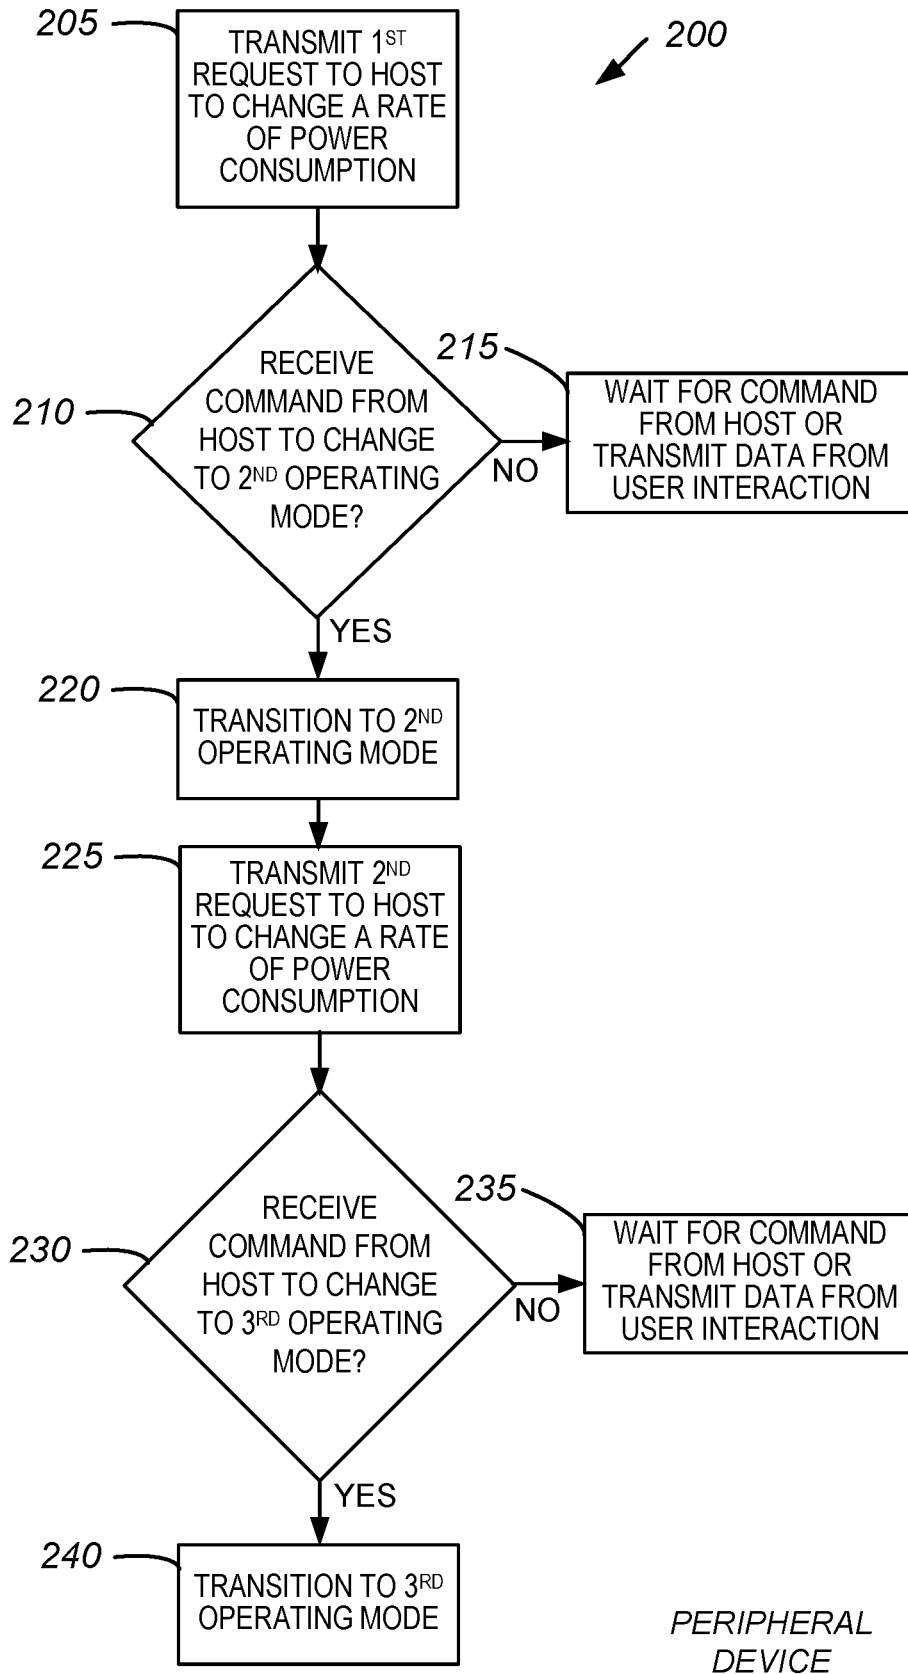 205
TRANSMIT 1ST
REQUEST TO HOST
TO CHANGE A RATE
OF POWER
CONSUMPTION
200
210
RECEIVE
COMMAND FROM
HOST TO CHANGE
TO 2ND OPERATING
MODE?
NO
215
WAIT FOR COMMAND
FROM HOST OR
TRANSMIT DATA FROM
USER INTERACTION
YES
220
TRANSITION TO 2ND
OPERATING MODE
225
TRANSMIT 2ND
REQUEST TO HOST
TO CHANGE A RATE
OF POWER
CONSUMPTION
230
RECEIVE
COMMAND FROM
HOST TO CHANGE
TO 3RD OPERATING
MODE?
NO
235
WAIT FOR COMMAND
FROM HOST OR
TRANSMIT DATA FROM
USER INTERACTION
YES
240
TRANSITION TO 3RD
OPERATING MODE
PERIPHERAL
DEVICE